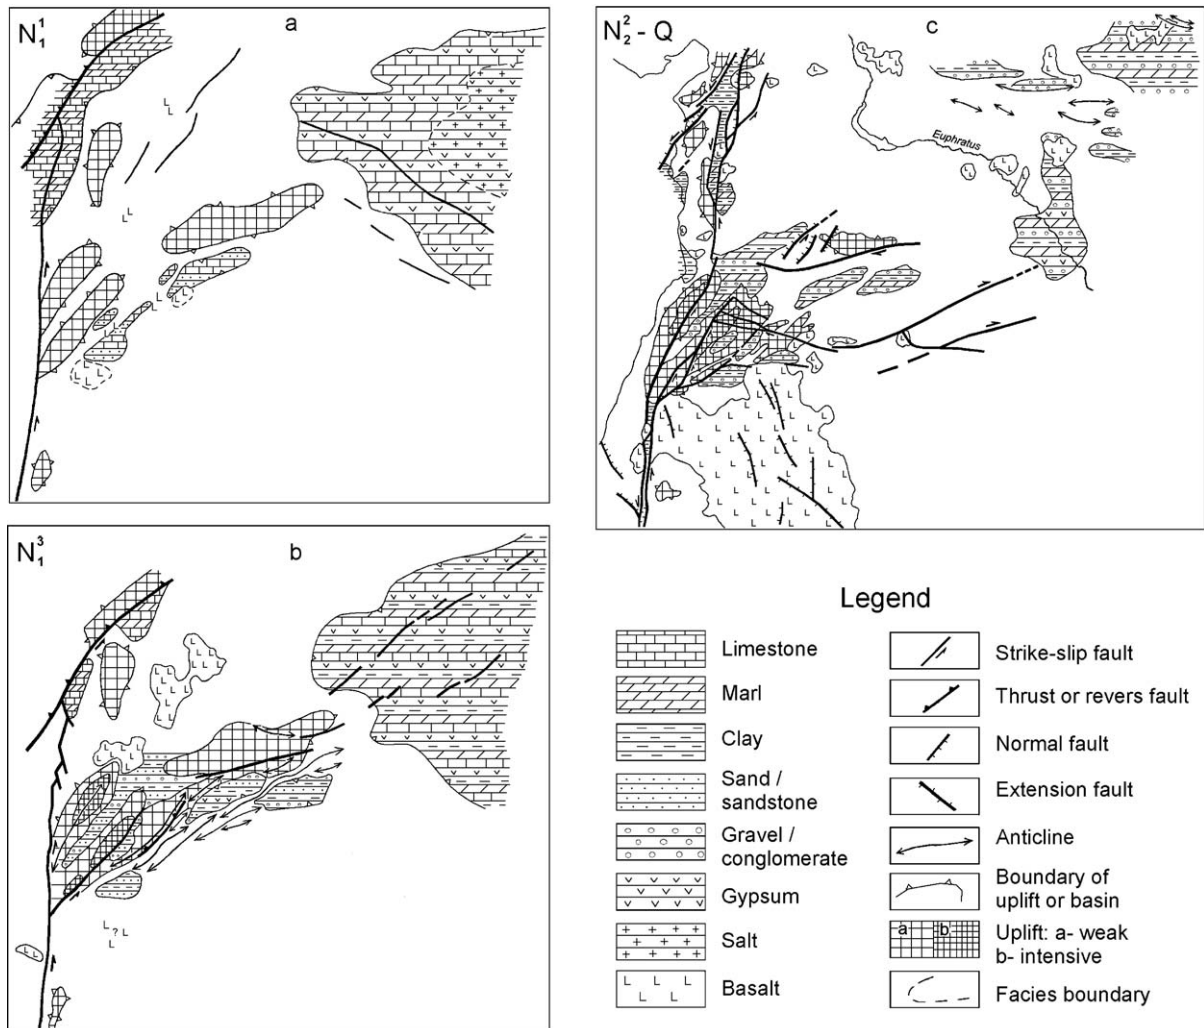 N₁¹
a
N₂² - Q
c
Euphratus
N₁³
b
L ? L
L
Legend
Limestone
Marl
Clay
Sand /
sandstone
Gravel /
conglomerate
Gypsum
Salt
Basalt
Strike-slip fault
Thrust or revers fault
Normal fault
Extension fault
Anticline
Boundary of
uplift or basin
a b
Uplift: a- weak
b- intensive
Facies boundary